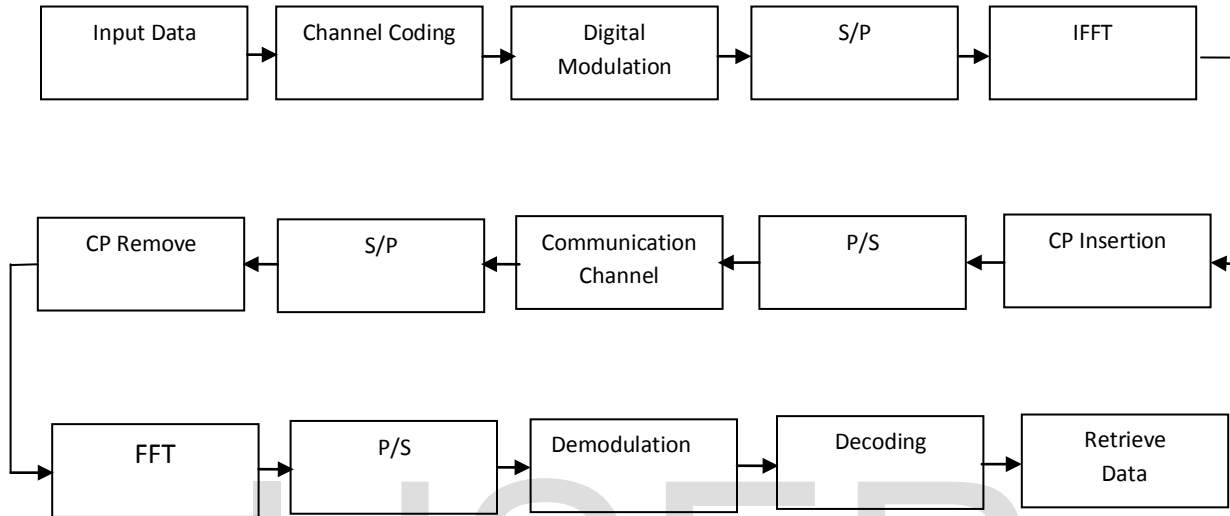 Input Data
Channel Coding
Digital
Modulation
S/P
IFFT
CP Remove
S/P
Communication
Channel
P/S
CP Insertion
FFT
P/S
Demodulation
Decoding
Retrieve
Data